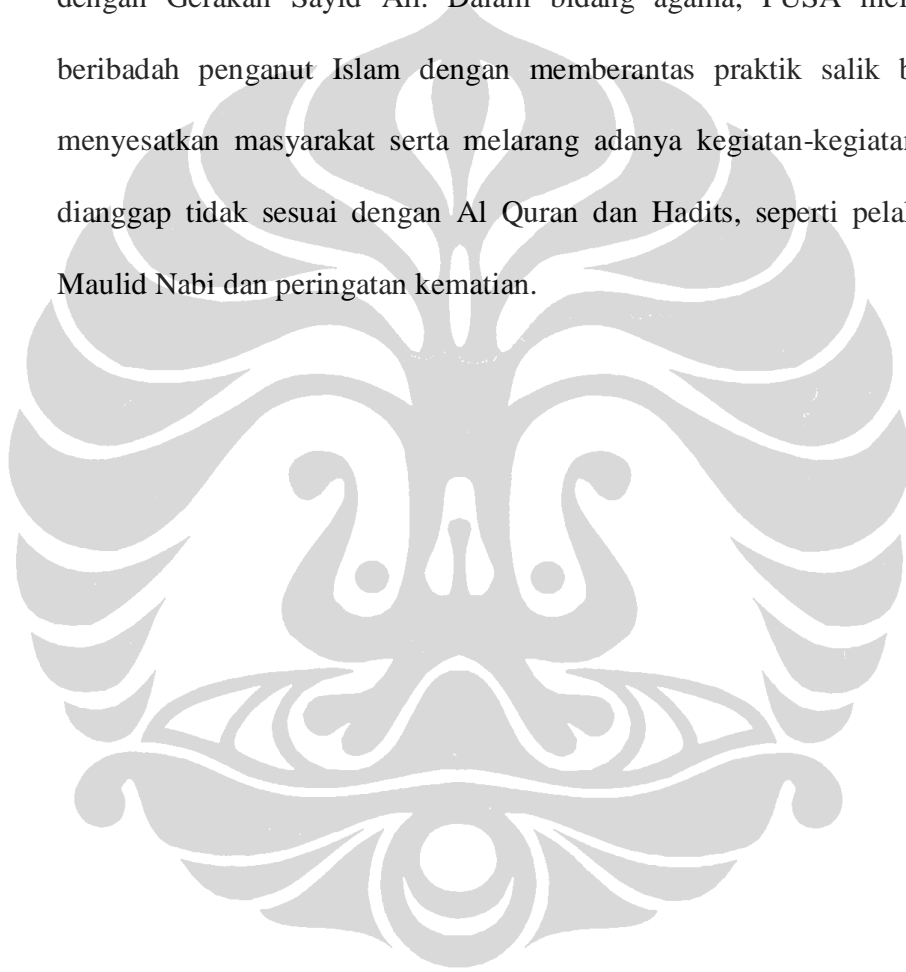 dengan Gerakan Sayid Ali. Dalam bidang agama, PUSA
beribadah penganut Islam dengan memberantas praktik salik
menyesatkan masyarakat serta melarang adanya kegiatan-kegiatan
dianggap tidak sesuai dengan Al Quran dan Hadits, seperti
Maulid Nabi dan peringatan kematian.